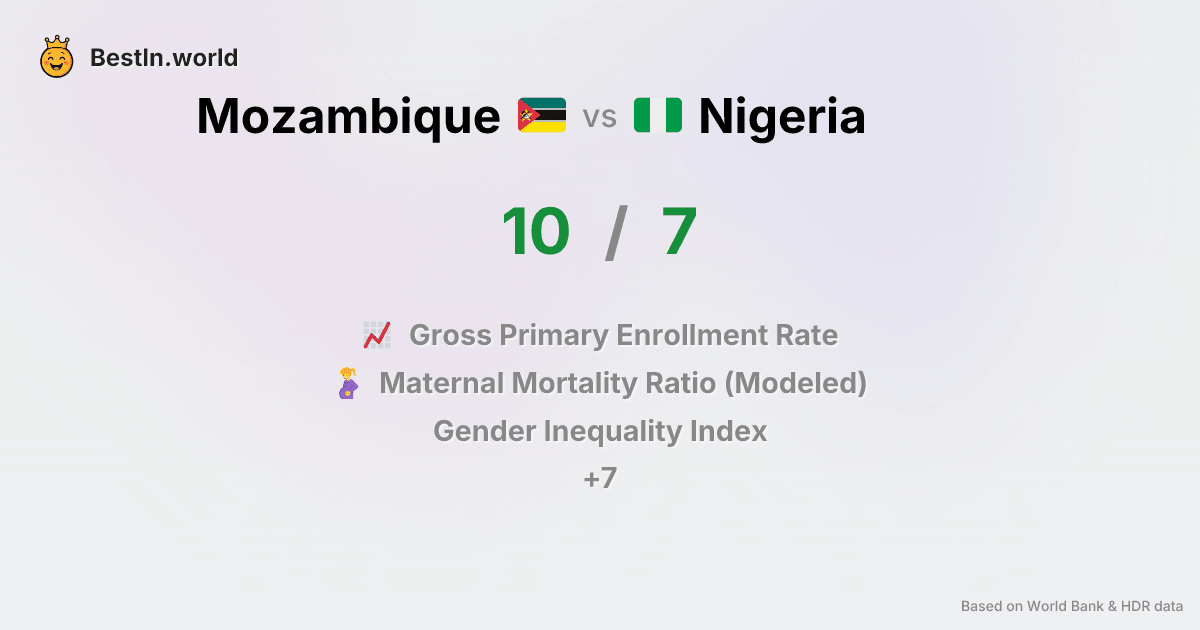 BestIn.world
Mozambique vs Nigeria
10 / 7
Gross Primary Enrollment Rate
Maternal Mortality Ratio (Modeled)
Gender Inequality Index
+7
Based on World Bank & HDR data